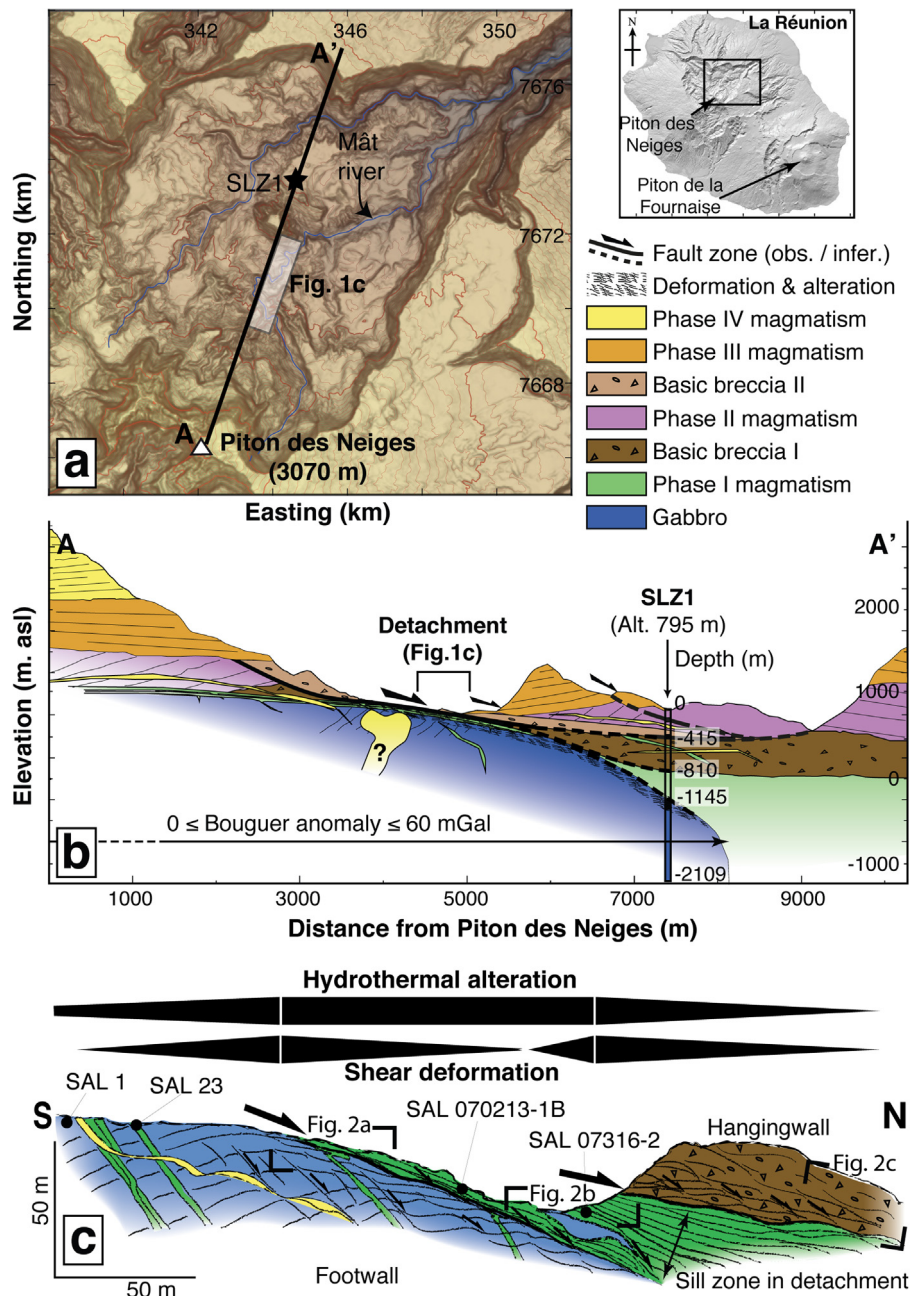 342
346
350
A'
7676
SLZ1
Mât
river
7672
Fig. 1c
7668
A
Piton des Neiges
(3070 m)
a
Northing (km)
Easting (km)
La Réunion
N
Piton des
Neiges
Piton de la
Fournaise
Fault zone (obs. / infer.)
Deformation & alteration
Phase IV magmatism
Phase III magmatism
Basic breccia II
Phase II magmatism
Basic breccia I
Phase I magmatism
Gabbro
A
A'
SLZ1
(Alt. 795 m)
2000
Detachment
(Fig.1c)
Depth (m)
0
1000
-415
-810
0
-1145
?
0 ≤ Bouguer anomaly ≤ 60 mGal
b
-1000
-2109
Elevation (m. asl)
1000
3000
5000
7000
9000
Distance from Piton des Neiges (m)
Hydrothermal alteration
Shear deformation
SAL 1
SAL 23
SAL 070213-1B
SAL 07316-2
S
N
Fig. 2a
Hangingwall
Fig. 2c
Fig. 2b
50 m
c
50 m
Footwall
Sill zone in detachment